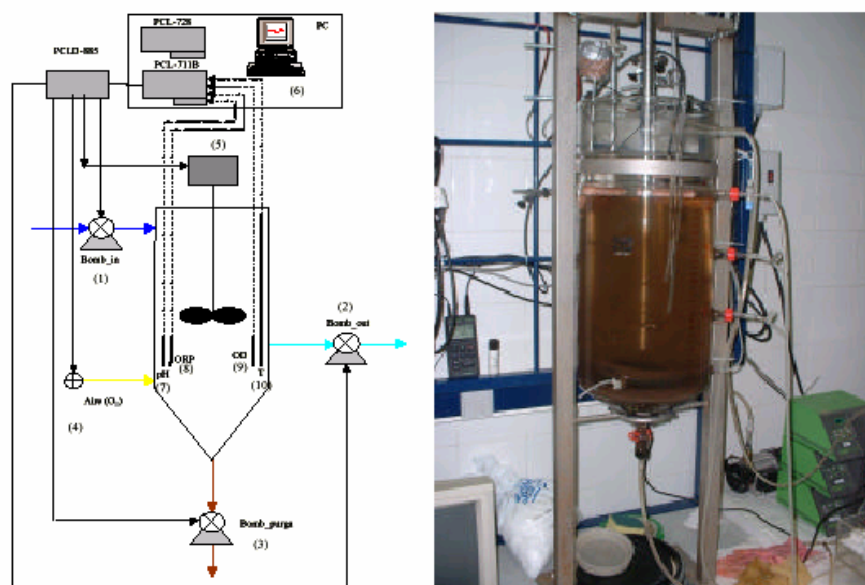 PCL-728
PC
PCLD-885
PCL-711B
(6)
(5)
Bomb_in
(1)
(2)
Bomb_out
ORP
OD
(8)
(9)
pH
T
(7)
(10)
Aire (O₂)
(4)
Bomb_purga
(3)